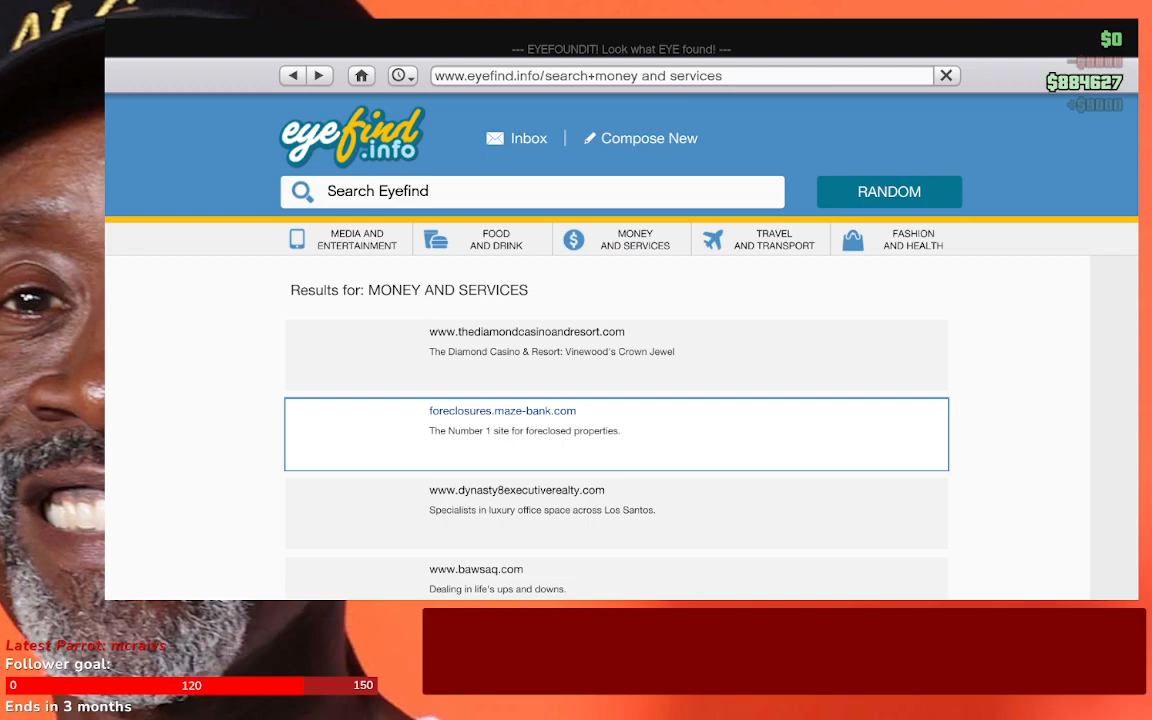 --- EYEFOUNDIT! Look what EYE found! ---
$0
www.eyefind.info/search+money and services
$884627
eyefind.info
Inbox
Compose New
Search Eyefind
RANDOM
MEDIA AND
ENTERTAINMENT
FOOD
AND DRINK
MONEY
AND SERVICES
TRAVEL
AND TRANSPORT
FASHION
AND HEALTH
Results for: MONEY AND SERVICES
www.thediamondcasinoandresort.com
The Diamond Casino & Resort: Vinewood's Crown Jewel
foreclosures.maze-bank.com
The Number 1 site for foreclosed properties.
www.dynasty8executiverealty.com
Specialists in luxury office space across Los Santos.
www.bawsaq.com
Dealing in life's ups and downs.
Latest Parrot: mcraivs
Follower goal:
0 120 150
Ends in 3 months